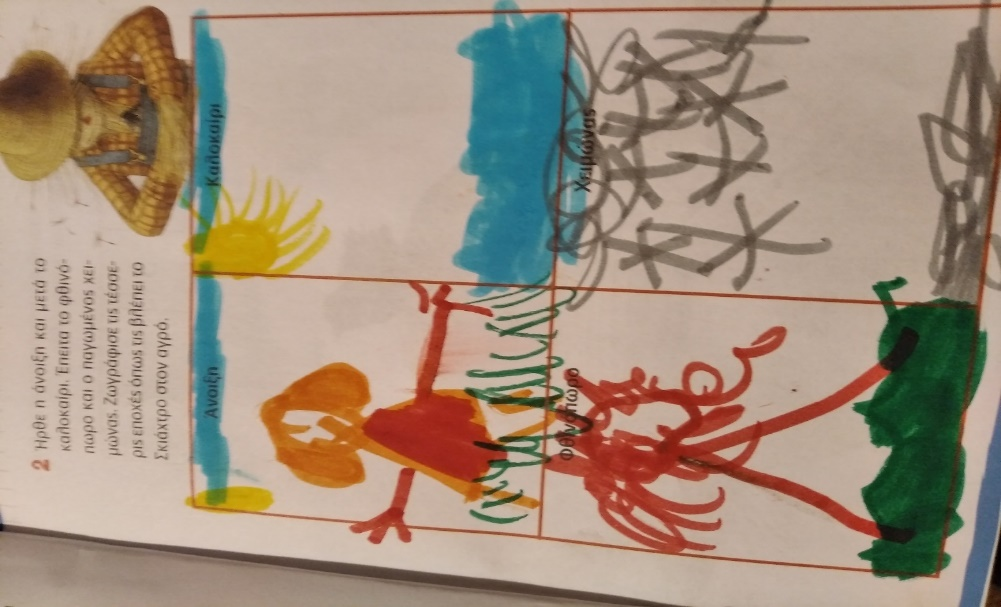 2 Ήρθε η άνοιξη και μετά το
καλοκαίρι. Έπειτα το φθινό-
πωρο και ο παγωμένος χει-
μώνας. Ζωγράφισε τις τέσσε-
ρις εποχές όπως τις βλέπει το
Σκιάχτρο στον αγρό.
Άνοιξη
Καλοκαίρι
Φθινόπωρο
Χειμώνας